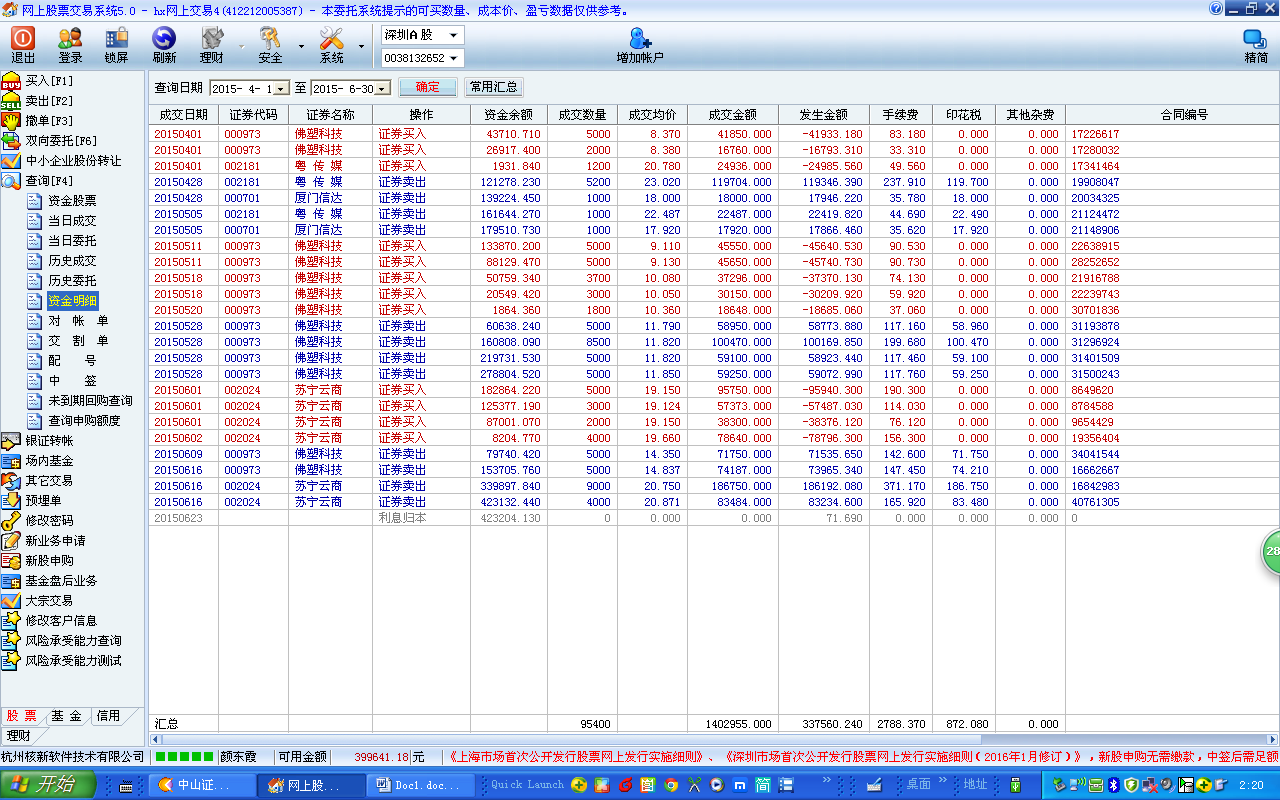 网上股票交易系统5.0 - hx网上交易4(412212005387) - 本委托系统提示的可买数量、成本价、盈亏数据仅供参考。
退出 登录 锁屏 刷新 理财 安全 系统 深圳A股 0038132652 增加帐户 精简
查询日期 2015- 4- 1 至 2015- 6-30 确定 常用汇总
买入[F1]
卖出[F2]
撤单[F3]
双向委托[F6]
中小企业股份转让
查询[F4]
资金股票
当日成交
当日委托
历史成交
历史委托
资金明细
对 帐 单
交 割 单
配 号
中 签
未到期回购查询
查询申购额度
银证转帐
场内基金
其它交易
预埋单
修改密码
新业务申请
新股申购
基金盘后业务
大宗交易
修改客户信息
风险承受能力查询
风险承受能力测试
股票 基金 信用
理财
成交日期 证券代码 证券名称 操作 资金余额 成交数量 成交均价 成交金额 发生金额 手续费 印花税 其他杂费 合同编号
20150401 000973 佛塑科技 证券买入 43710.710 5000 8.370 41850.000 -41933.180 83.180 0.000 0.000 17226617
20150401 000973 佛塑科技 证券买入 26917.400 2000 8.380 16760.000 -16793.310 33.310 0.000 0.000 17280032
20150401 002181 粤 传 媒 证券买入 1931.840 1200 20.780 24936.000 -24985.560 49.560 0.000 0.000 17341464
20150428 002181 粤 传 媒 证券卖出 121278.230 5200 23.020 119704.000 119346.390 237.910 119.700 0.000 19908047
20150428 000701 厦门信达 证券卖出 139224.450 1000 18.000 18000.000 17946.220 35.780 18.000 0.000 20034325
20150505 002181 粤 传 媒 证券卖出 161644.270 1000 22.487 22487.000 22419.820 44.690 22.490 0.000 21124472
20150505 000701 厦门信达 证券卖出 179510.730 1000 17.920 17920.000 17866.460 35.620 17.920 0.000 21148906
20150511 000973 佛塑科技 证券买入 133870.200 5000 9.110 45550.000 -45640.530 90.530 0.000 0.000 22638915
20150511 000973 佛塑科技 证券买入 88129.470 5000 9.130 45650.000 -45740.730 90.730 0.000 0.000 28252652
20150518 000973 佛塑科技 证券买入 50759.340 3700 10.080 37296.000 -37370.130 74.130 0.000 0.000 21916788
20150518 000973 佛塑科技 证券买入 20549.420 3000 10.050 30150.000 -30209.920 59.920 0.000 0.000 22239743
20150520 000973 佛塑科技 证券买入 1864.360 1800 10.360 18648.000 -18685.060 37.060 0.000 0.000 30701836
20150528 000973 佛塑科技 证券卖出 60638.240 5000 11.790 58950.000 58773.880 117.160 58.960 0.000 31193878
20150528 000973 佛塑科技 证券卖出 160808.090 8500 11.820 100470.000 100169.850 199.680 100.470 0.000 31296924
20150528 000973 佛塑科技 证券卖出 219731.530 5000 11.820 59100.000 58923.440 117.460 59.100 0.000 31401509
20150528 000973 佛塑科技 证券卖出 278804.520 5000 11.850 59250.000 59072.990 117.760 59.250 0.000 31500243
20150601 002024 苏宁云商 证券买入 182864.220 5000 19.150 95750.000 -95940.300 190.300 0.000 0.000 8649620
20150601 002024 苏宁云商 证券买入 125377.190 3000 19.124 57373.000 -57487.030 114.030 0.000 0.000 8784588
20150601 002024 苏宁云商 证券买入 87001.070 2000 19.150 38300.000 -38376.120 76.120 0.000 0.000 9654429
20150602 002024 苏宁云商 证券买入 8204.770 4000 19.660 78640.000 -78796.300 156.300 0.000 0.000 19356404
20150609 000973 佛塑科技 证券卖出 79740.420 5000 14.350 71750.000 71535.650 142.600 71.750 0.000 34041544
20150616 000973 佛塑科技 证券卖出 153705.760 5000 14.837 74187.000 73965.340 147.450 74.210 0.000 16662667
20150616 002024 苏宁云商 证券卖出 339897.840 9000 20.750 186750.000 186192.080 371.170 186.750 0.000 16842983
20150616 002024 苏宁云商 证券卖出 423132.440 4000 20.871 83484.000 83234.600 165.920 83.480 0.000 40761305
20150623 利息归本 423204.130 0 0.000 0.000 71.690 0.000 0.000 0.000 0
28
汇总 95400 1402955.000 337560.240 2788.370 872.080 0.000
杭州核新软件技术有限公司 颜东霞 可用金额 399641.18元 《上海市场首次公开发行股票网上发行实施细则》、《深圳市场首次公开发行股票网上发行实施细则(2016年1月修订)》，新股申购无需缴款，中签后需足额
开始 中山证... 网上股... Doc1.doc... Quick Launch 桌面 地址 2:20